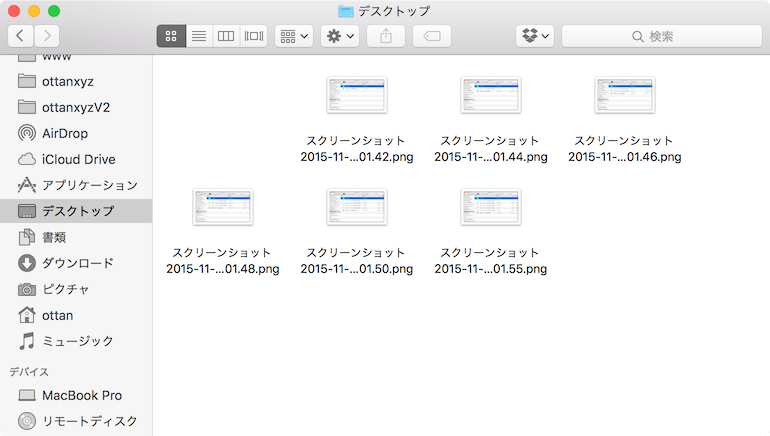 デスクトップ
検索
www
ottanxyz
ottanxyzV2
AirDrop
iCloud Drive
アプリケーション
デスクトップ
書類
ダウンロード
ピクチャ
ottan
ミュージック
デバイス
MacBook Pro
リモートディスク
スクリーンショット
2015-11-...01.42.png
スクリーンショット
2015-11-...01.44.png
スクリーンショット
2015-11-...01.46.png
スクリーンショット
2015-11-...01.48.png
スクリーンショット
2015-11-...01.50.png
スクリーンショット
2015-11-...01.55.png